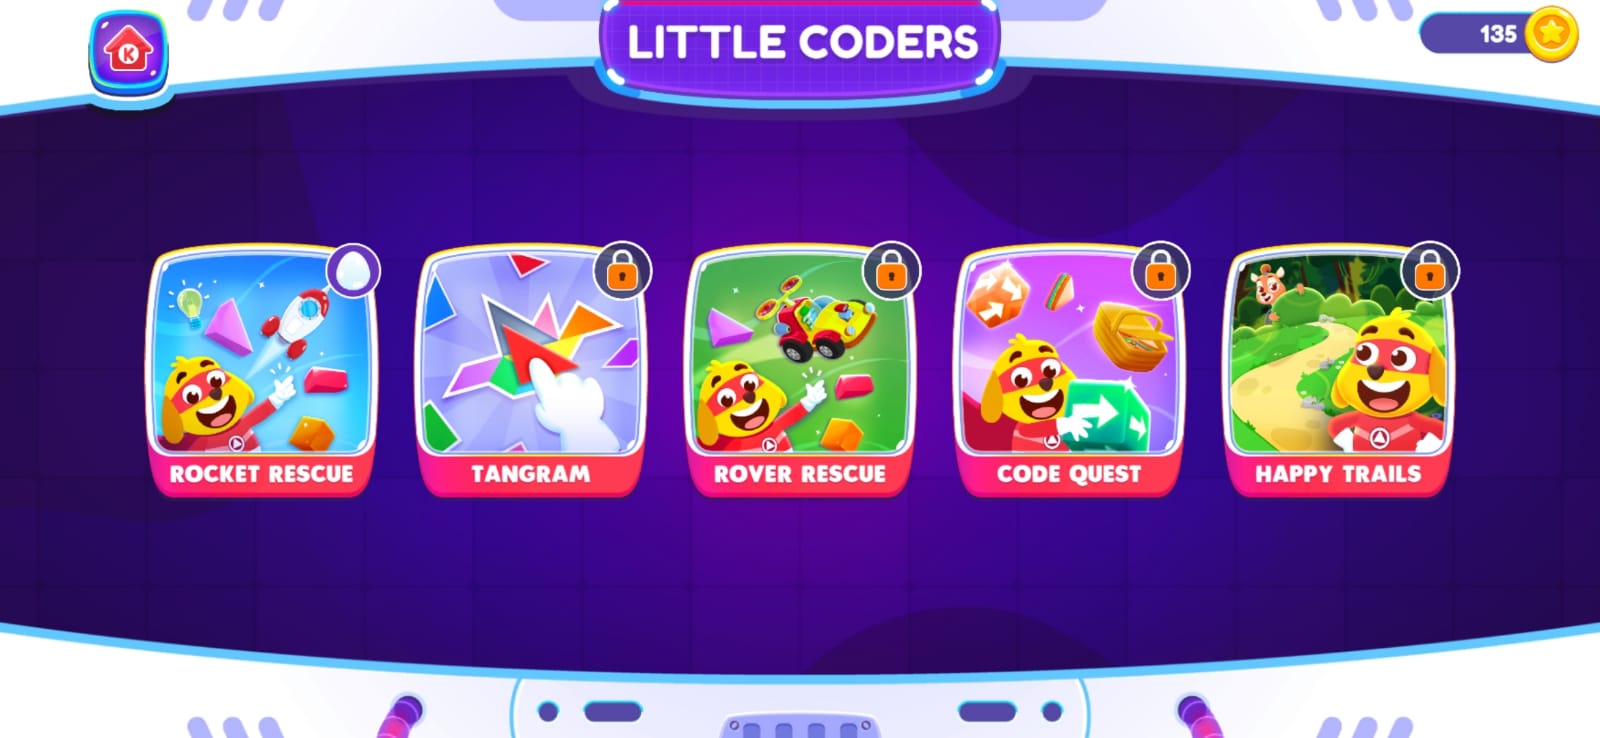 K
LITTLE CODERS
135
ROCKET RESCUE
TANGRAM
ROVER RESCUE
CODE QUEST
HAPPY TRAILS